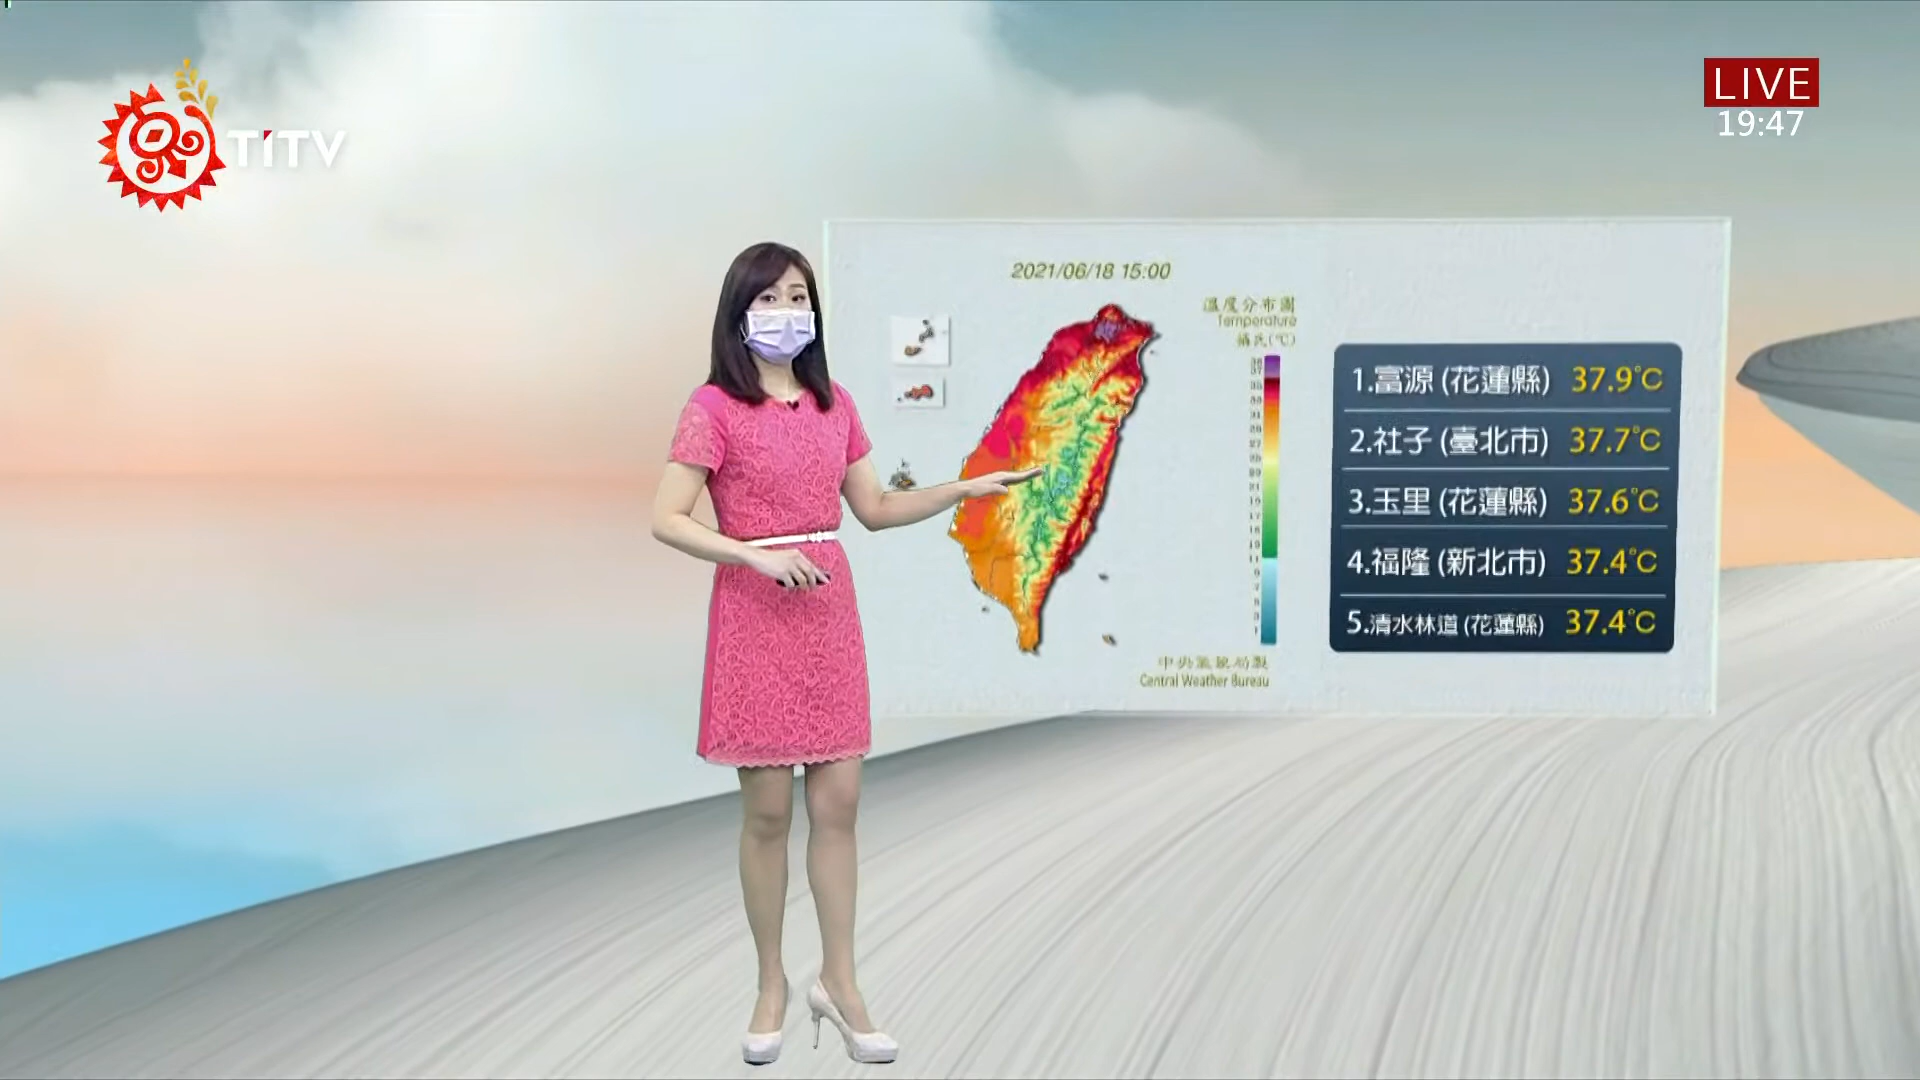 TITV
LIVE
19:47
2021/06/18 15:00
溫度分布圖
Temperature
攝氏(℃)
中央氣象局製
Central Weather Bureau
1.富源 (花蓮縣) 37.9℃
2.社子 (臺北市) 37.7℃
3.玉里 (花蓮縣) 37.6℃
4.福隆 (新北市) 37.4℃
5.清水林道 (花蓮縣) 37.4℃